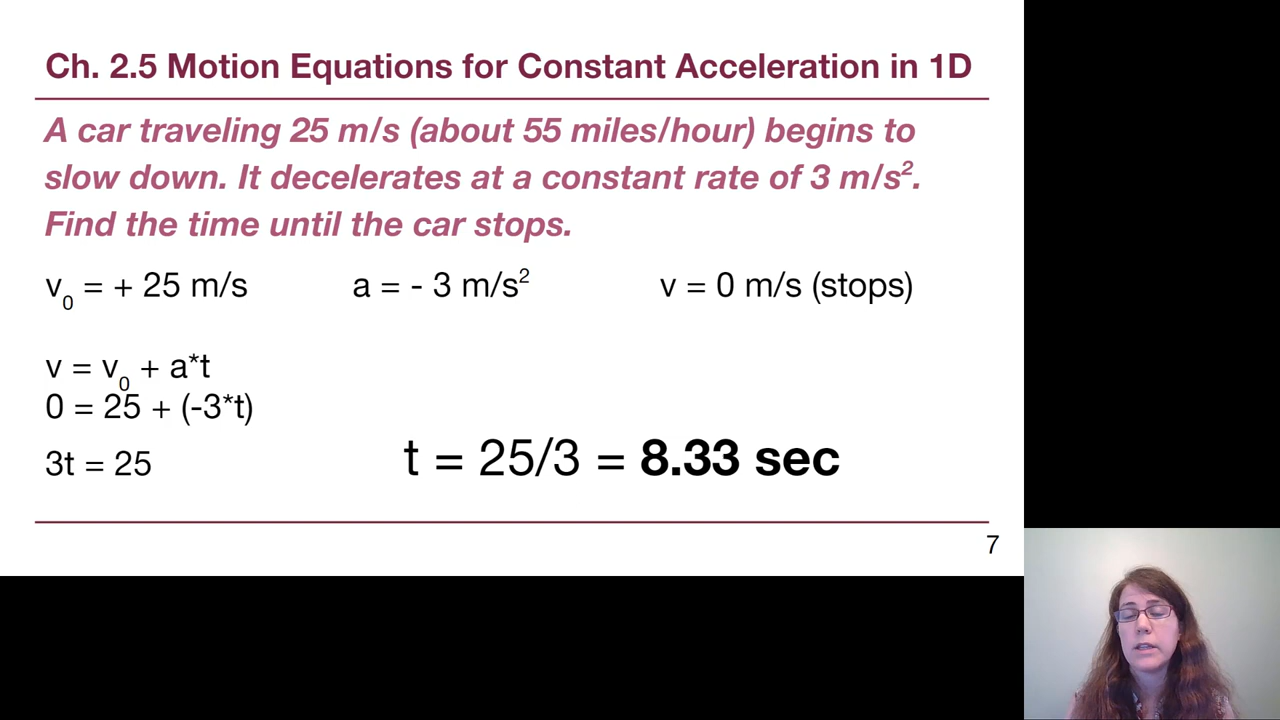 Ch. 2.5 Motion Equations for Constant Acceleration in 1D
A car traveling 25 m/s (about 55 miles/hour) begins to
slow down. It decelerates at a constant rate of 3 m/s².
Find the time until the car stops.
v₀ = + 25 m/s a = - 3 m/s² v = 0 m/s (stops)
v = v₀ + a*t
0 = 25 + (-3*t)
3t = 25 t = 25/3 = 8.33 sec
7